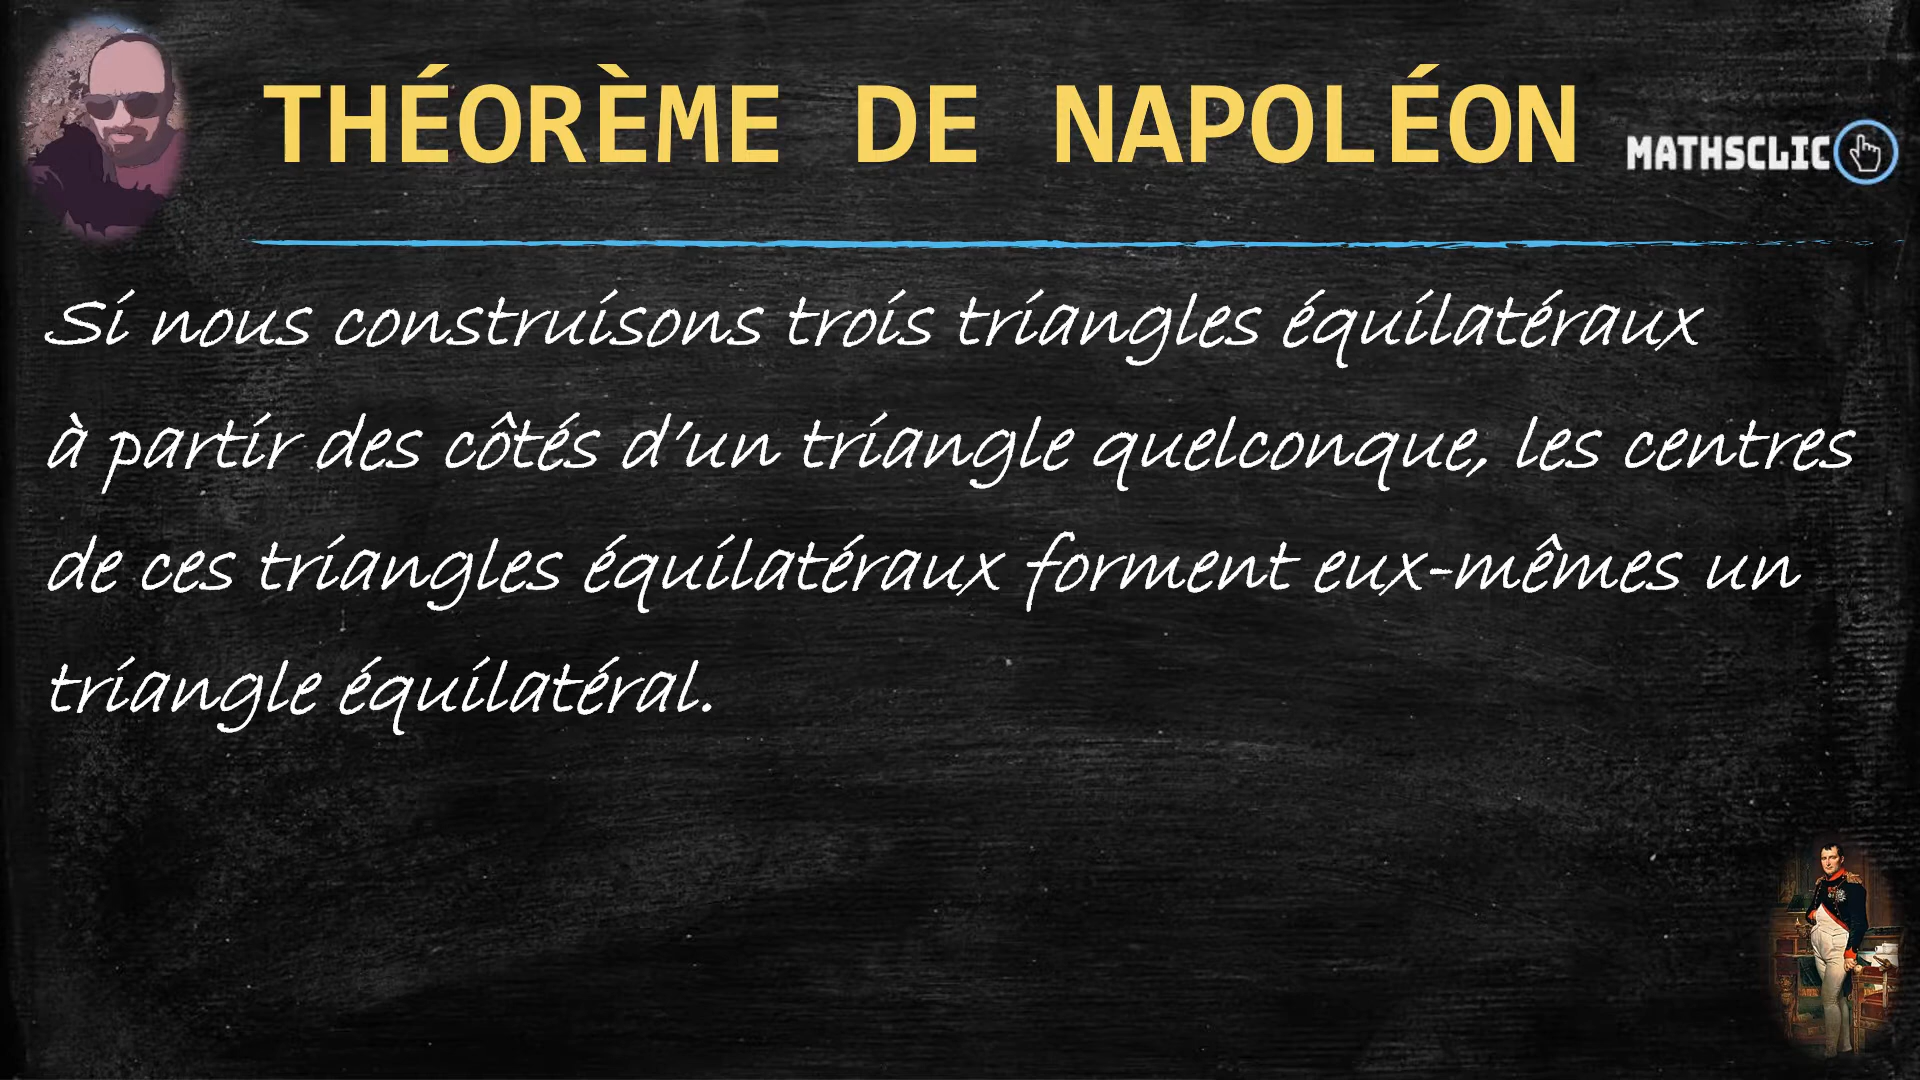 THÉORÈME DE NAPOLÉON
MATHSCLIC
Si nous construisons trois triangles équilatéraux
à partir des côtés d'un triangle quelconque, les centres
de ces triangles équilatéraux forment eux-mêmes un
triangle équilatéral.